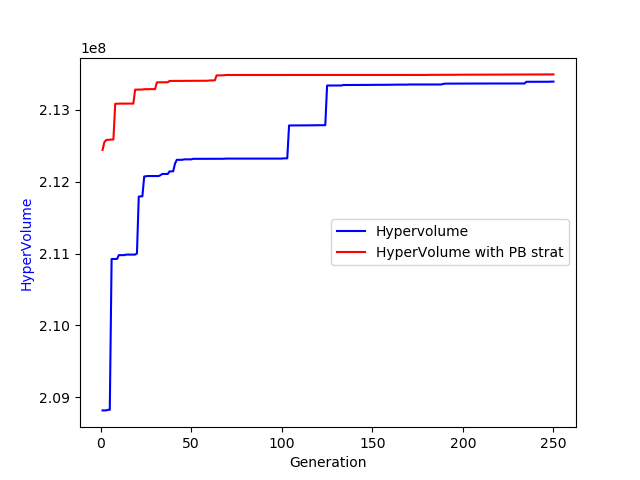 1e8
2.13
2.12
2.11
2.10
2.09
HyperVolume
Hypervolume
HyperVolume with PB strat
0 50 100 150 200 250
Generation